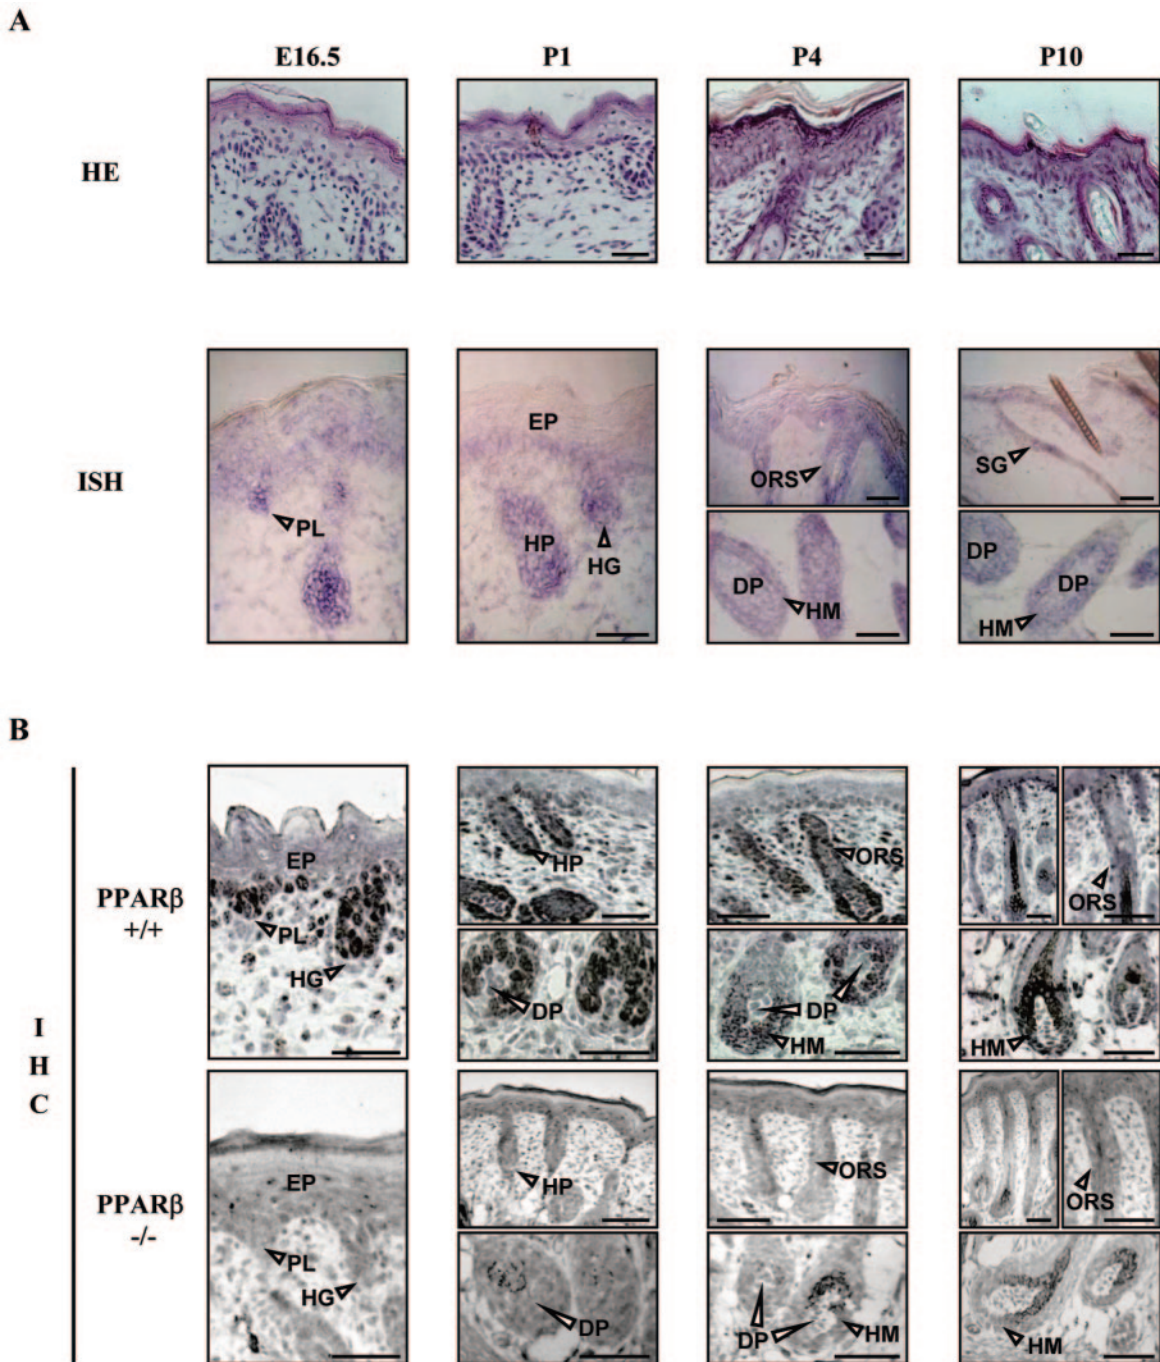 A
E16.5 P1 P4 P10
HE
ISH
PL
EP
HP
HG
ORS
DP
HM
SG
DP
DP
HM
B
I
H
C
PPARβ
+/+
EP
PL
HG
HP
DP
ORS
DP
HM
ORS
HM
PPARβ
-/-
EP
PL
HG
HP
DP
ORS
DP
HM
ORS
HM